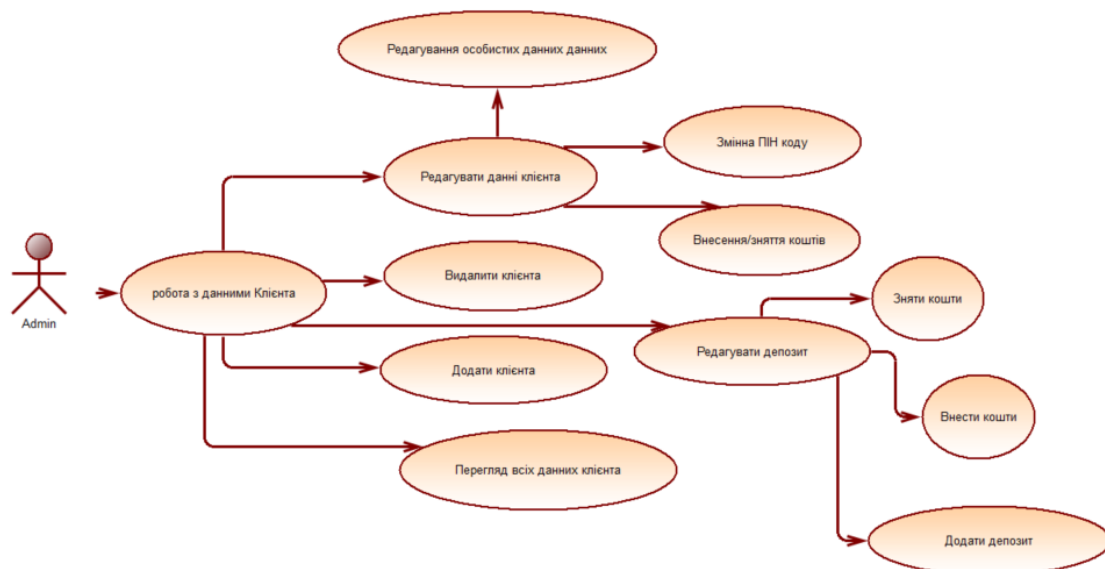 Редагування особистих данних данних
Змінна ПІН коду
Редагувати данні клієнта
Внесення/зняття коштів
Видалити клієнта
робота з данними Клієнта
Зняти кошти
Admin
Редагувати депозит
Додати клієнта
Внести кошти
Перегляд всіх данних клієнта
Додати депозит